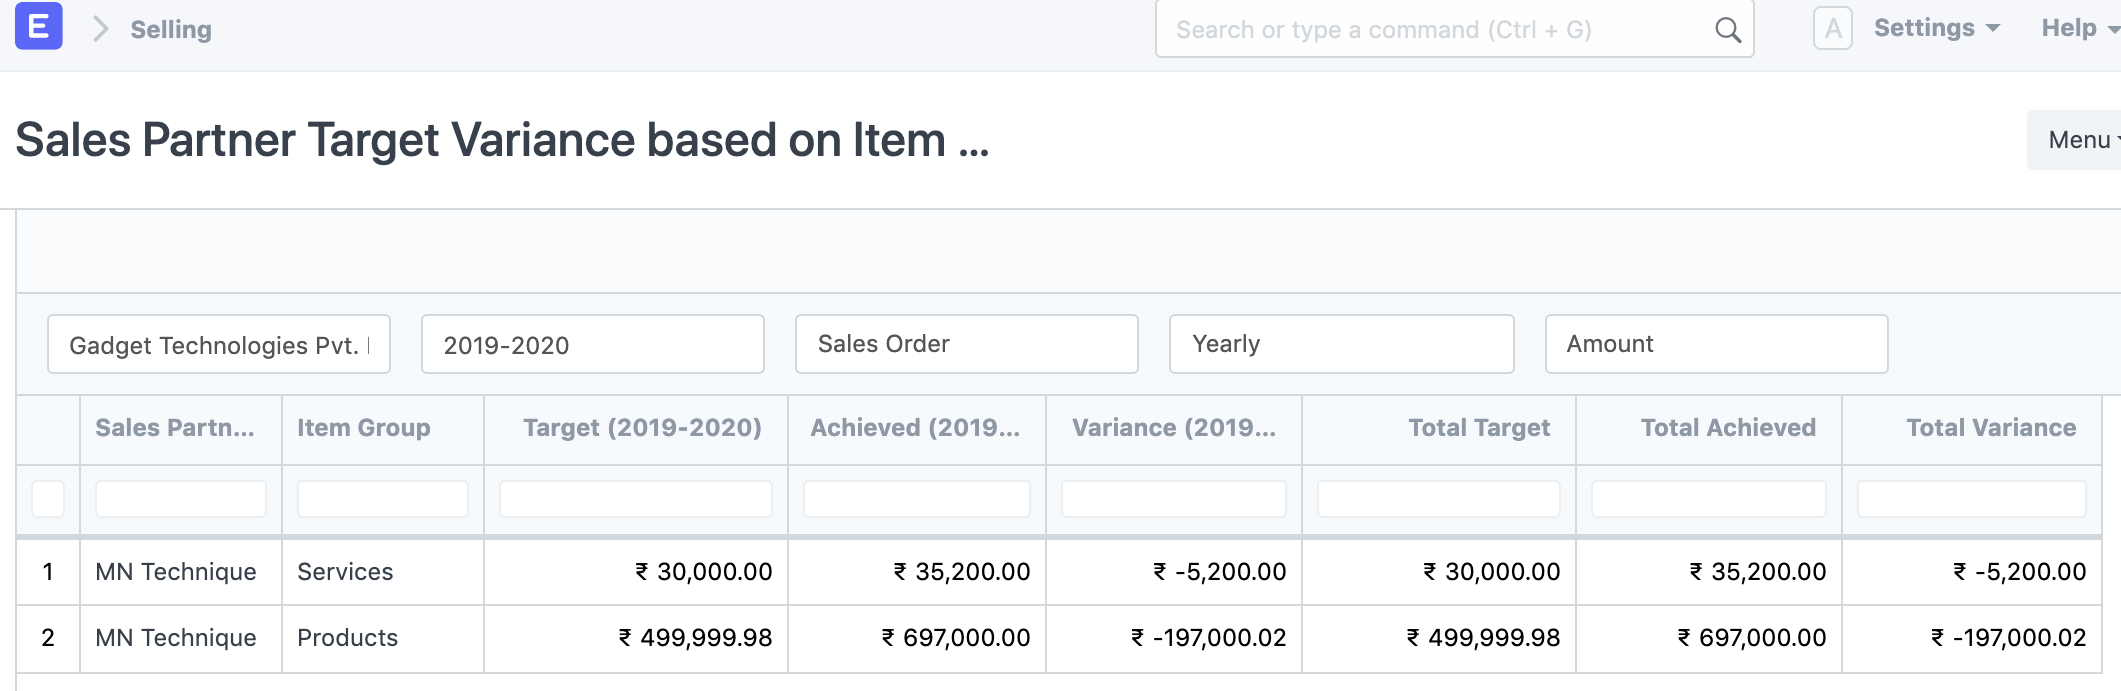 E Selling Search or type a command (Ctrl + G) A Settings Help
Sales Partner Target Variance based on Item ... Menu
Gadget Technologies Pvt. 2019-2020 Sales Order Yearly Amount
Sales Partn... Item Group Target (2019-2020) Achieved (2019... Variance (2019... Total Target Total Achieved Total Variance
1 MN Technique Services ₹ 30,000.00 ₹ 35,200.00 ₹ -5,200.00 ₹ 30,000.00 ₹ 35,200.00 ₹ -5,200.00
2 MN Technique Products ₹ 499,999.98 ₹ 697,000.00 ₹ -197,000.02 ₹ 499,999.98 ₹ 697,000.00 ₹ -197,000.02